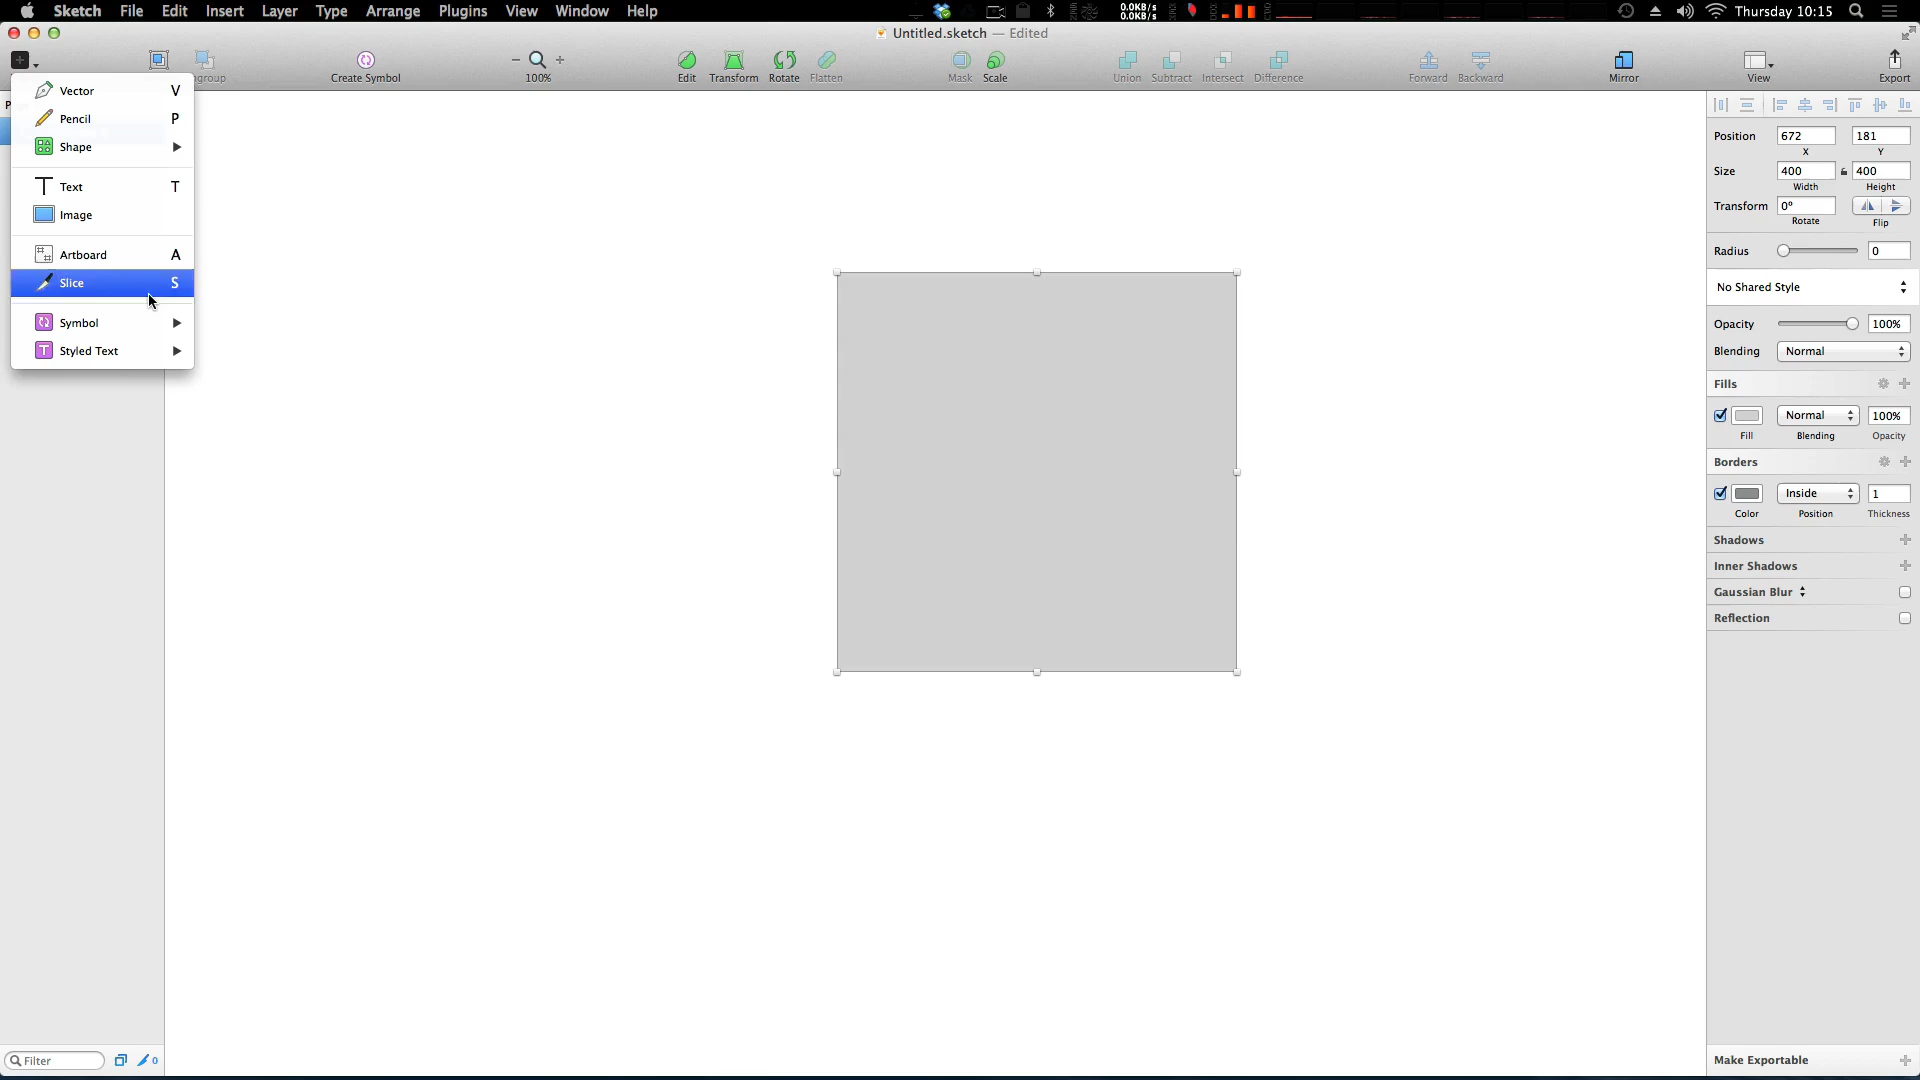 Sketch File Edit Insert Layer Type Arrange Plugins View Window Help 0.0KB/s 0.0KB/s Thursday 10:15
Untitled.sketch — Edited
group Create Symbol 100% Edit Transform Rotate Flatten Mask Scale Union Subtract Intersect Difference Forward Backward Mirror View Export
Vector V
P
Pencil P
Shape
Text T
Image
Artboard A
Slice S
Symbol
Styled Text
Position 672 181
X Y
Size 400 400
Width Height
Transform 0°
Rotate Flip
Radius 0
No Shared Style
Opacity 100%
Blending Normal
Fills
Normal 100%
Fill Blending Opacity
Borders
Inside 1
Color Position Thickness
Shadows
Inner Shadows
Gaussian Blur
Reflection
Filter 0
Make Exportable